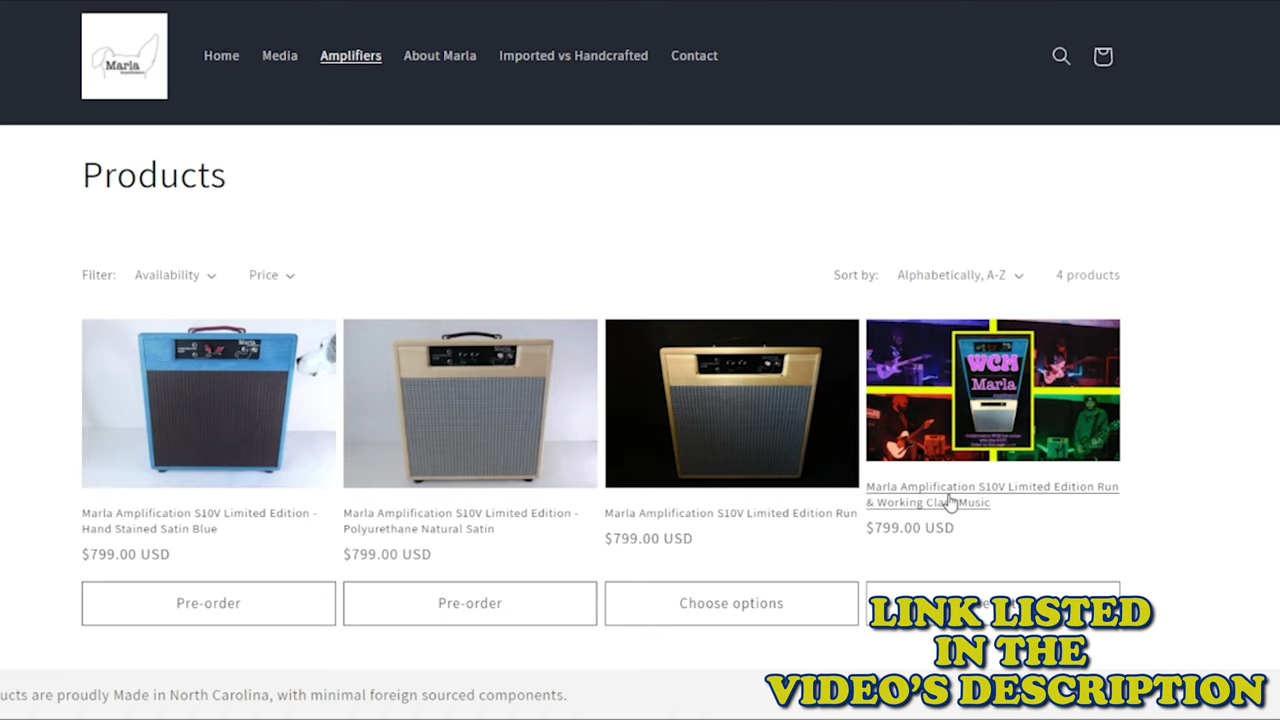 Marla
Home
Media
Amplifiers
About Marla
Imported vs Handcrafted
Contact
Products
Filter:
Availability
Price
Sort by:
Alphabetically, A-Z
4 products
WCM
Marla
Marla Amplification S10V Limited Edition -
Hand Stained Satin Blue
$799.00 USD
Marla Amplification S10V Limited Edition -
Polyurethane Natural Satin
$799.00 USD
Marla Amplification S10V Limited Edition Run
$799.00 USD
Marla Amplification S10V Limited Edition Run
& Working Class Music
$799.00 USD
Pre-order
Pre-order
Choose options
LINK LISTED
IN THE
VIDEO'S DESCRIPTION
ucts are proudly Made in North Carolina, with minimal foreign sourced components.